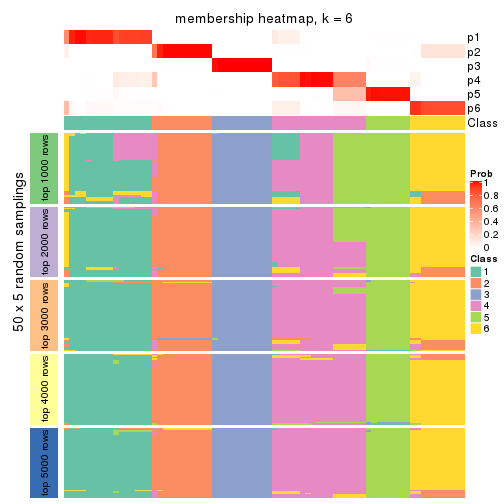 membership heatmap, k = 6
p1
p2
p3
p4
p5
p6
Class
50 x 5 random samplings
top 1000 rows
top 2000 rows
top 3000 rows
top 4000 rows
top 5000 rows
Prob
1
0.8
0.6
0.4
0.2
0
Class
1
2
3
4
5
6